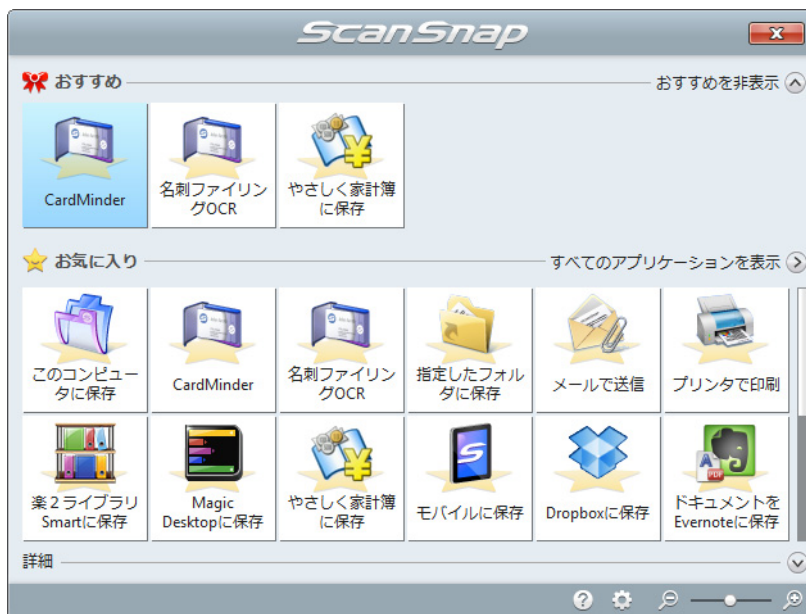 ScanSnap
おすすめ
おすすめを非表示
CardMinder
名刺ファイリン
グOCR
やさしく家計簿
に保存
お気に入り
すべてのアプリケーションを表示
このコンピュー
タに保存
CardMinder
名刺ファイリン
グOCR
指定したフォル
ダに保存
メールで送信
プリンタで印刷
楽2ライブラリ
Smartに保存
Magic
Desktopに保存
やさしく家計簿
に保存
モバイルに保存
Dropboxに保存
ドキュメントを
Evernoteに保存
詳細